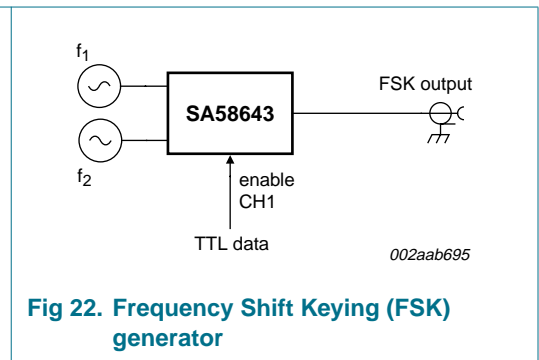 f1
FSK output
SA58643
f2
enable
CH1
TTL data
002aab695
Fig 22. Frequency Shift Keying (FSK)
generator